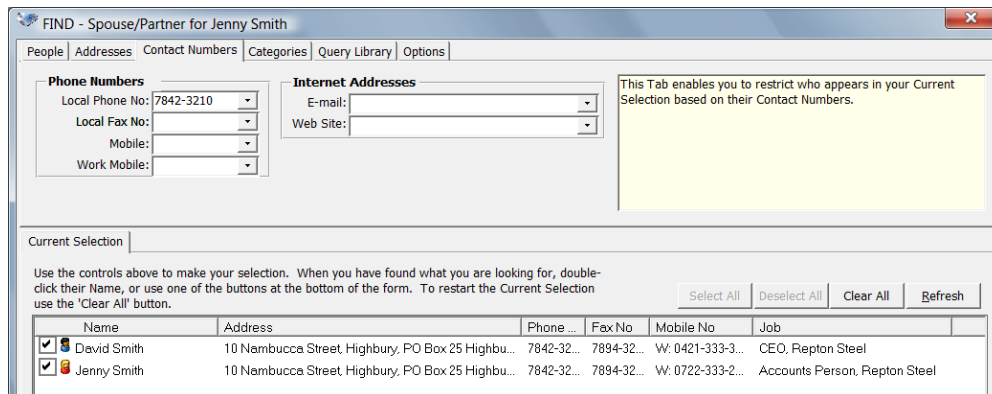 FIND - Spouse/Partner for Jenny Smith
People Addresses Contact Numbers Categories Query Library Options
Phone Numbers
Local Phone No: 7842-3210
Local Fax No:
Mobile:
Work Mobile:
Internet Addresses
E-mail:
Web Site:
This Tab enables you to restrict who appears in your Current
Selection based on their Contact Numbers.
Current Selection
Use the controls above to make your selection. When you have found what you are looking for, double-
click their Name, or use one of the buttons at the bottom of the form. To restart the Current Selection
use the 'Clear All' button.
Select All Deselect All Clear All Refresh
Name Address Phone ... Fax No Mobile No Job
David Smith 10 Nambucca Street, Highbury, PO Box 25 Highbu... 7842-32... 7894-32... W: 0421-333-3... CEO, Repton Steel
Jenny Smith 10 Nambucca Street, Highbury, PO Box 25 Highbu... 7842-32... 7894-32... W: 0722-333-2... Accounts Person, Repton Steel